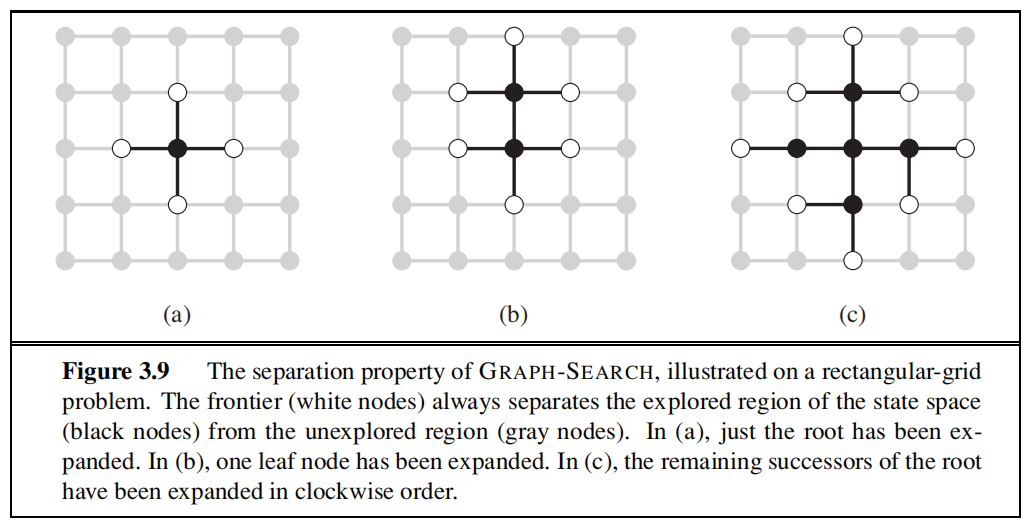 (a) (b) (c)
Figure 3.9 The separation property of GRAPH-SEARCH, illustrated on a rectangular-grid
problem. The frontier (white nodes) always separates the explored region of the state space
(black nodes) from the unexplored region (gray nodes). In (a), just the root has been ex-
panded. In (b), one leaf node has been expanded. In (c), the remaining successors of the root
have been expanded in clockwise order.